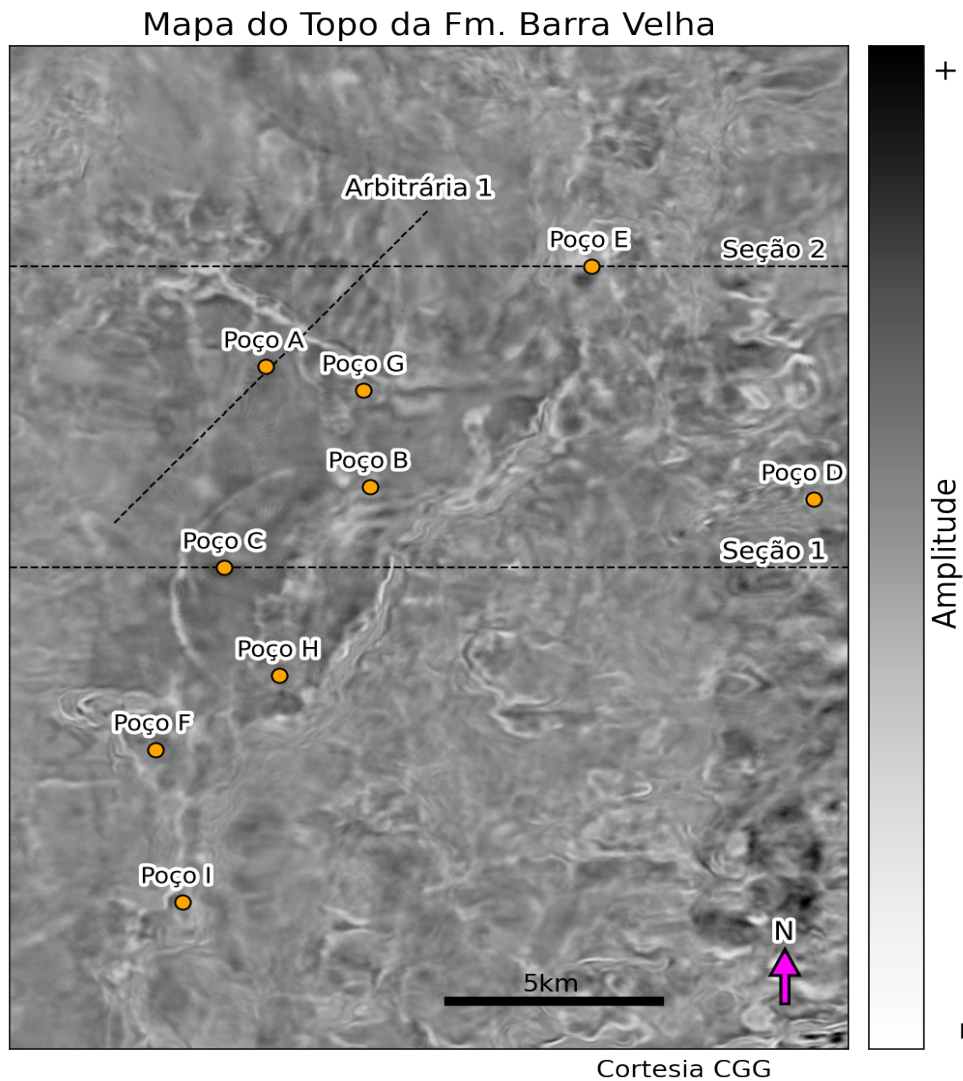 Mapa do Topo da Fm. Barra Velha
+
Arbitrária 1
Poço E
Seção 2
Poço A
Poço G
Poço B
Poço D
Poço C
Seção 1
Amplitude
Poço H
Poço F
Poço I
N
5km
-
Cortesia CGG